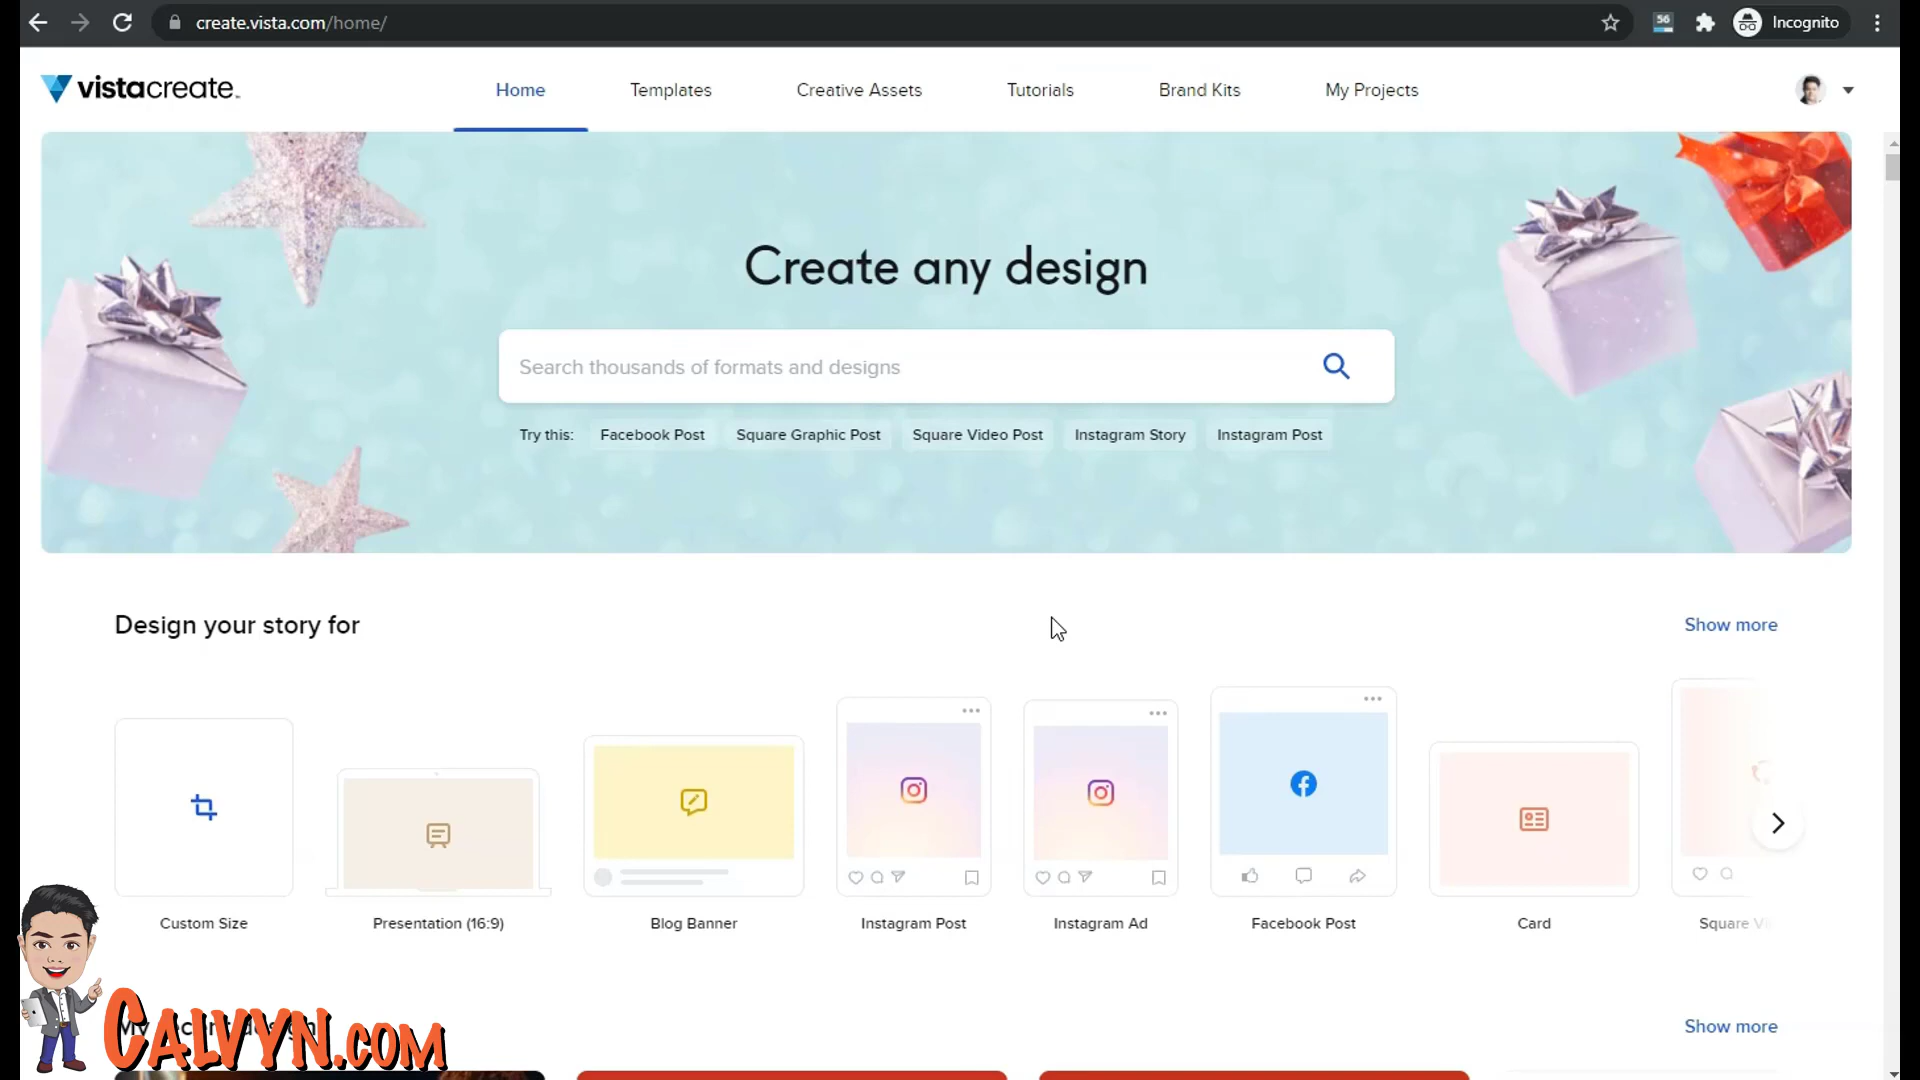 create.vista.com/home/
56
Incognito
vistacreate
Home
Templates
Creative Assets
Tutorials
Brand Kits
My Projects
Create any design
Search thousands of formats and designs
Try this:
Facebook Post
Square Graphic Post
Square Video Post
Instagram Story
Instagram Post
Design your story for
Show more
Custom Size
Presentation (16:9)
Blog Banner
Instagram Post
Instagram Ad
Facebook Post
Card
Square
Show more
CALVYN.COM